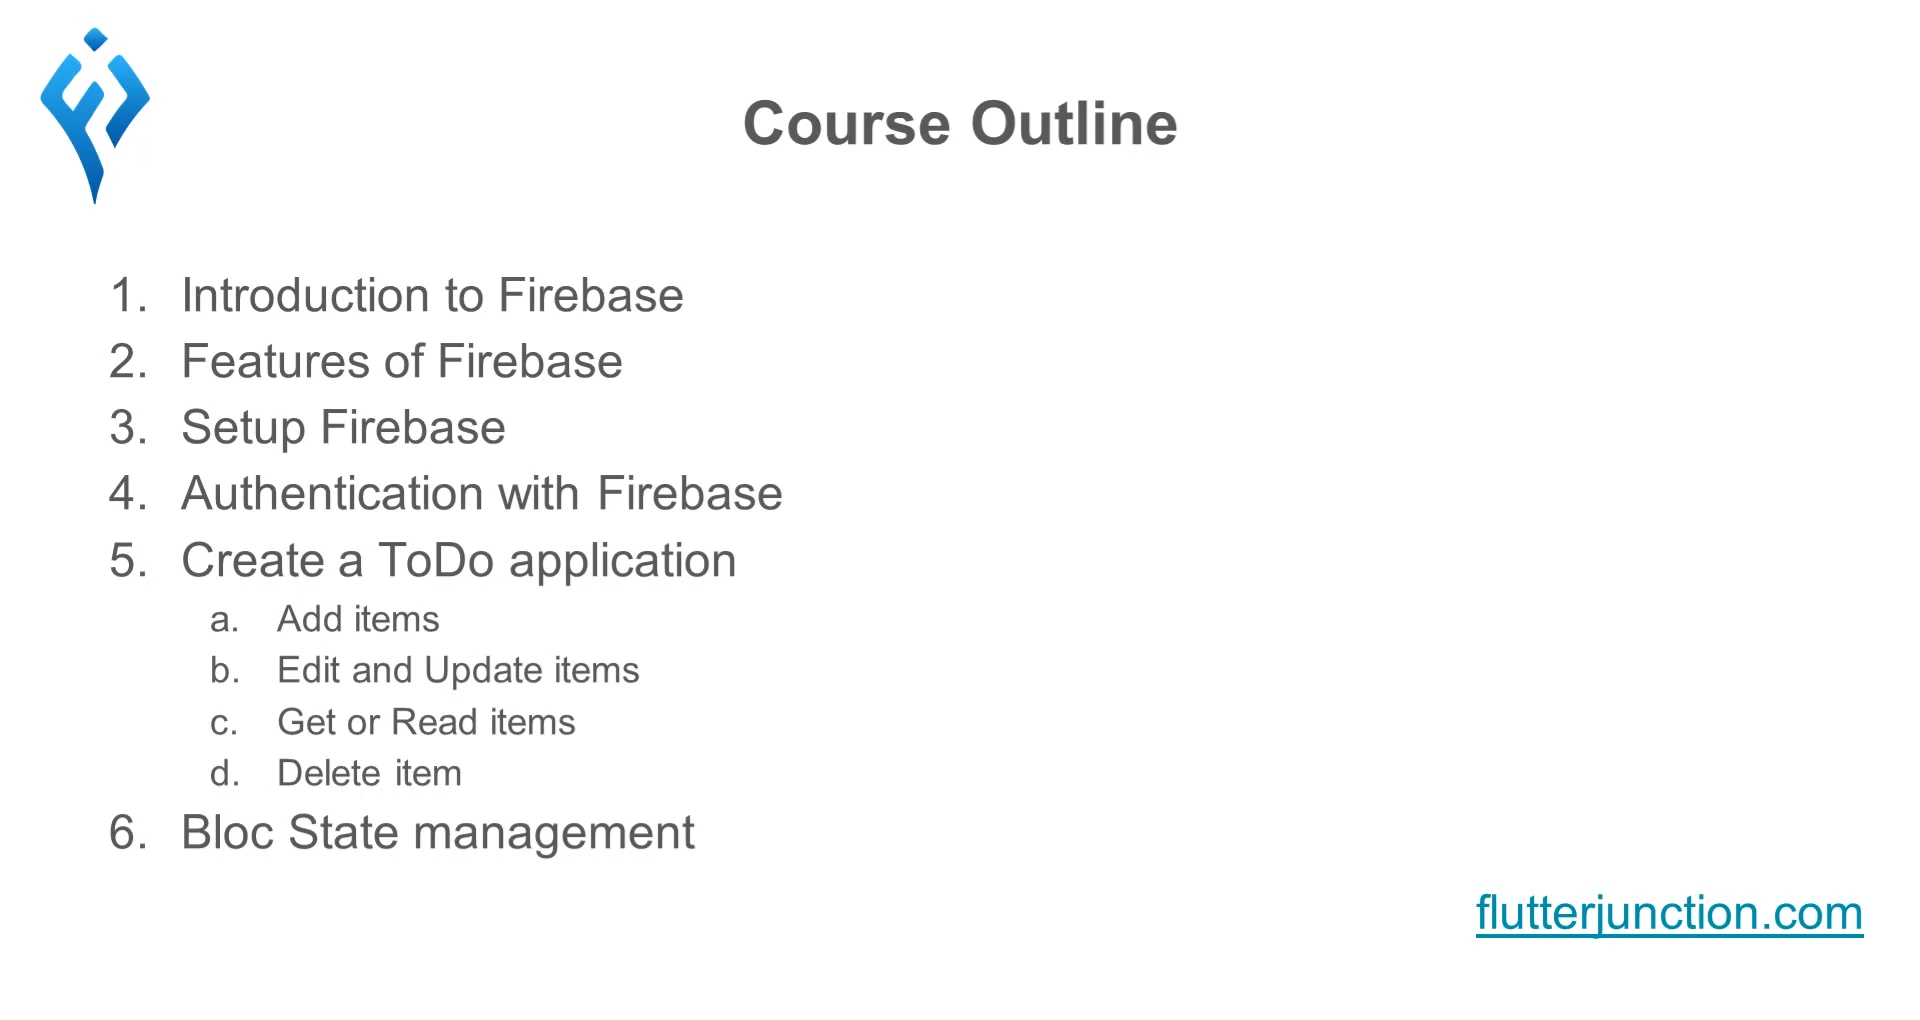 Course Outline
1. Introduction to Firebase
2. Features of Firebase
3. Setup Firebase
4. Authentication with Firebase
5. Create a ToDo application
a. Add items
b. Edit and Update items
c. Get or Read items
d. Delete item
6. Bloc State management
flutterjunction.com